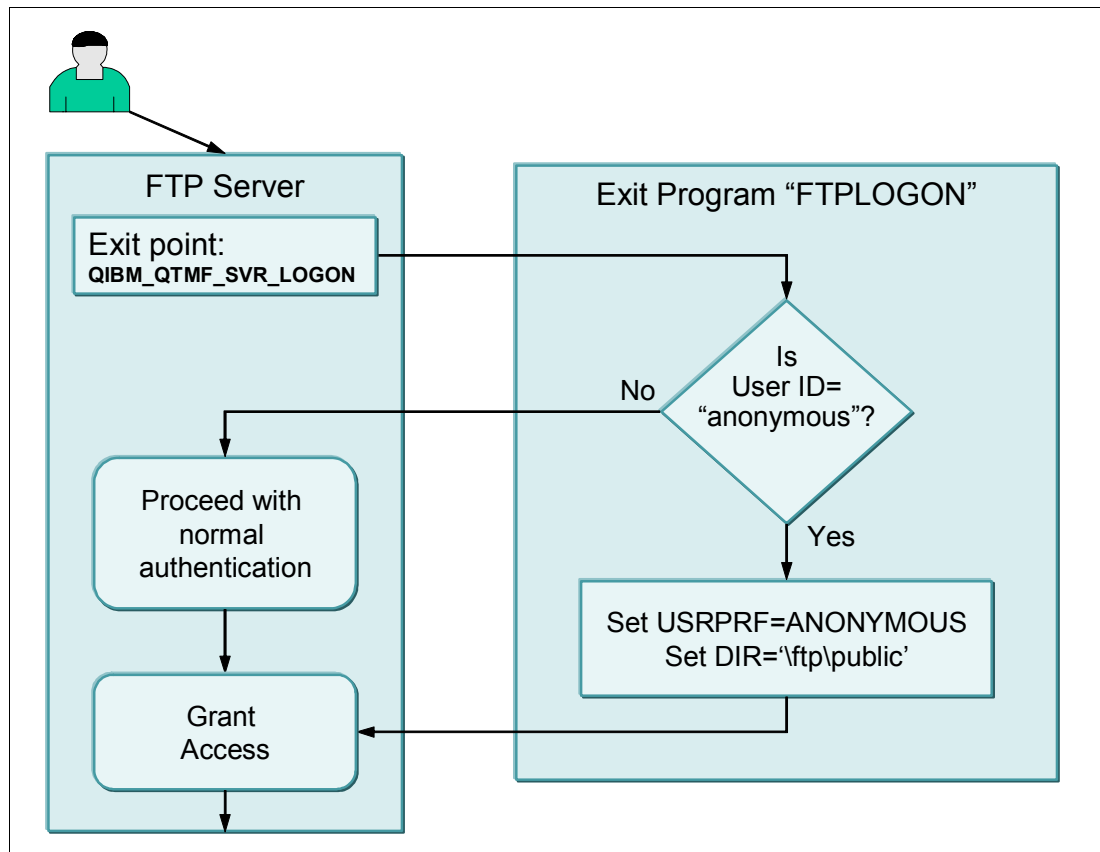 FTP Server
Exit point:
QIBM_QTMF_SVR_LOGON
Proceed with
normal
authentication
Grant
Access
Exit Program “FTPLOGON”
Is
User ID=
“anonymous”?
No
Yes
Set USRPRF=ANONYMOUS
Set DIR=‘\ftp\public’